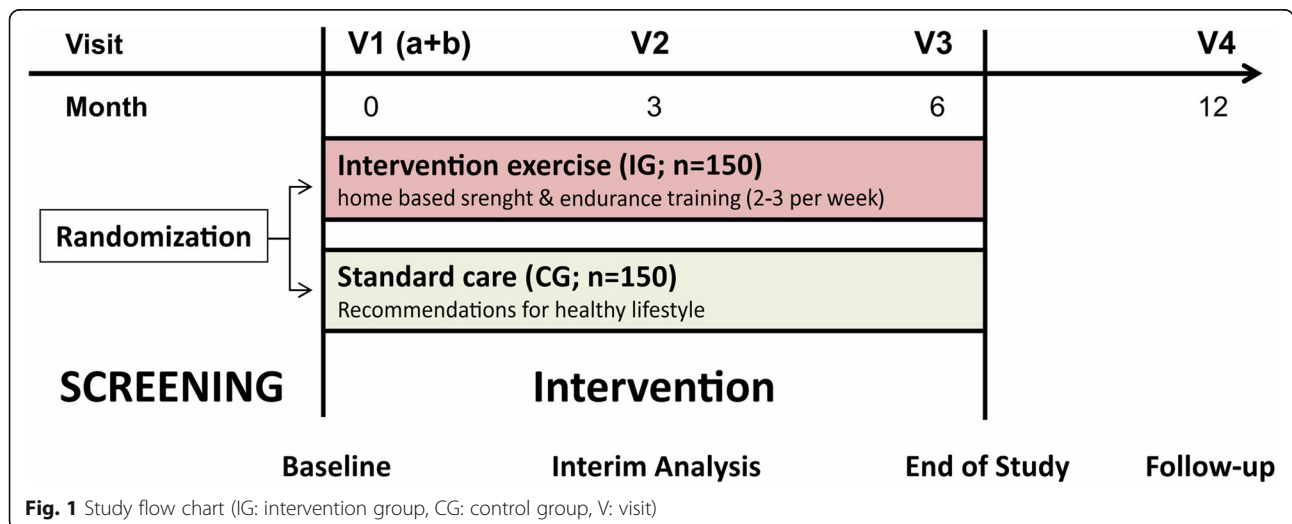 Visit V1 (a+b) V2 V3 V4
Month 0 3 6 12
Intervention exercise (IG; n=150)
home based srenght & endurance training (2-3 per week)
Randomization
Standard care (CG; n=150)
Recommendations for healthy lifestyle
SCREENING Intervention
Baseline Interim Analysis End of Study Follow-up
Fig. 1 Study flow chart (IG: intervention group, CG: control group, V: visit)